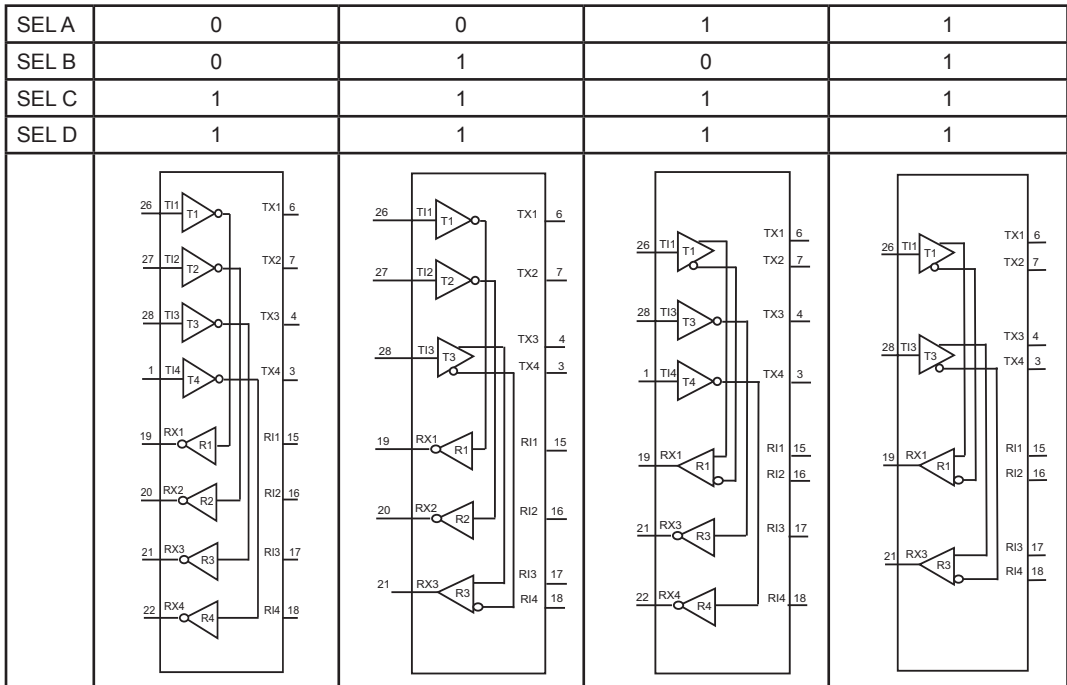 SEL A 0 0 1 1
SEL B 0 1 0 1
SEL C 1 1 1 1
SEL D 1 1 1 1
26 TI1 T1 TX1 6
27 TI2 T2 TX2 7
28 TI3 T3 TX3 4
1 TI4 T4 TX4 3
19 RX1 R1 RI1 15
20 RX2 R2 RI2 16
21 RX3 R3 RI3 17
22 RX4 R4 RI4 18
26 TI1 T1 TX1 6
27 TI2 T2 TX2 7
TX3 4
28 TI3 T3 TX4 3
19 RX1 R1 RI1 15
20 RX2 R2 RI2 16
21 RX3 R3 RI3 17
RI4 18
TX1 6
26 TI1 T1 TX2 7
28 TI3 T3 TX3 4
1 TI4 T4 TX4 3
RI1 15
19 RX1 R1 RI2 16
21 RX3 R3 RI3 17
22 RX4 R4 RI4 18
TX1 6
26 TI1 T1 TX2 7
TX3 4
28 TI3 T3 TX4 3
RI1 15
19 RX1 R1 RI2 16
RI3 17
21 RX3 R3 RI4 18